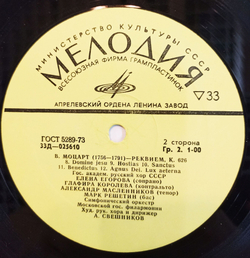 МИНИСТЕРСТВО КУЛЬТУРЫ СССР
МЕЛОДИЯ
ВСЕСОЮЗНАЯ ФИРМА ГРАМПЛАСТИНОК
33
АПРЕЛЕВСКИЙ ОРДЕНА ЛЕНИНА ЗАВОД
ГОСТ 5289-73
33Д—025610
2 сторона
Гр. 2. 1-00
В. МОЦАРТ (1756—1791)—РЕКВИЕМ, К. 626
8. Domini Jesu 9. Hostias 10. Sanctus
11. Benedictus 12. Agnus Dei. Lux aeterna
Гос. академ. русский хор СССР
ЕЛЕНА ЕГОРОВА (сопрано)
ГЛАФИРА КОРОЛЕВА (контральто)
АЛЕКСАНДР МАСЛЕННИКОВ (тенор)
МАРК РЕШЕТИН (бас)
Симфонический оркестр
Московской гос. филармонии
Худ. рук. хора и дирижер
А. СВЕШНИКОВ